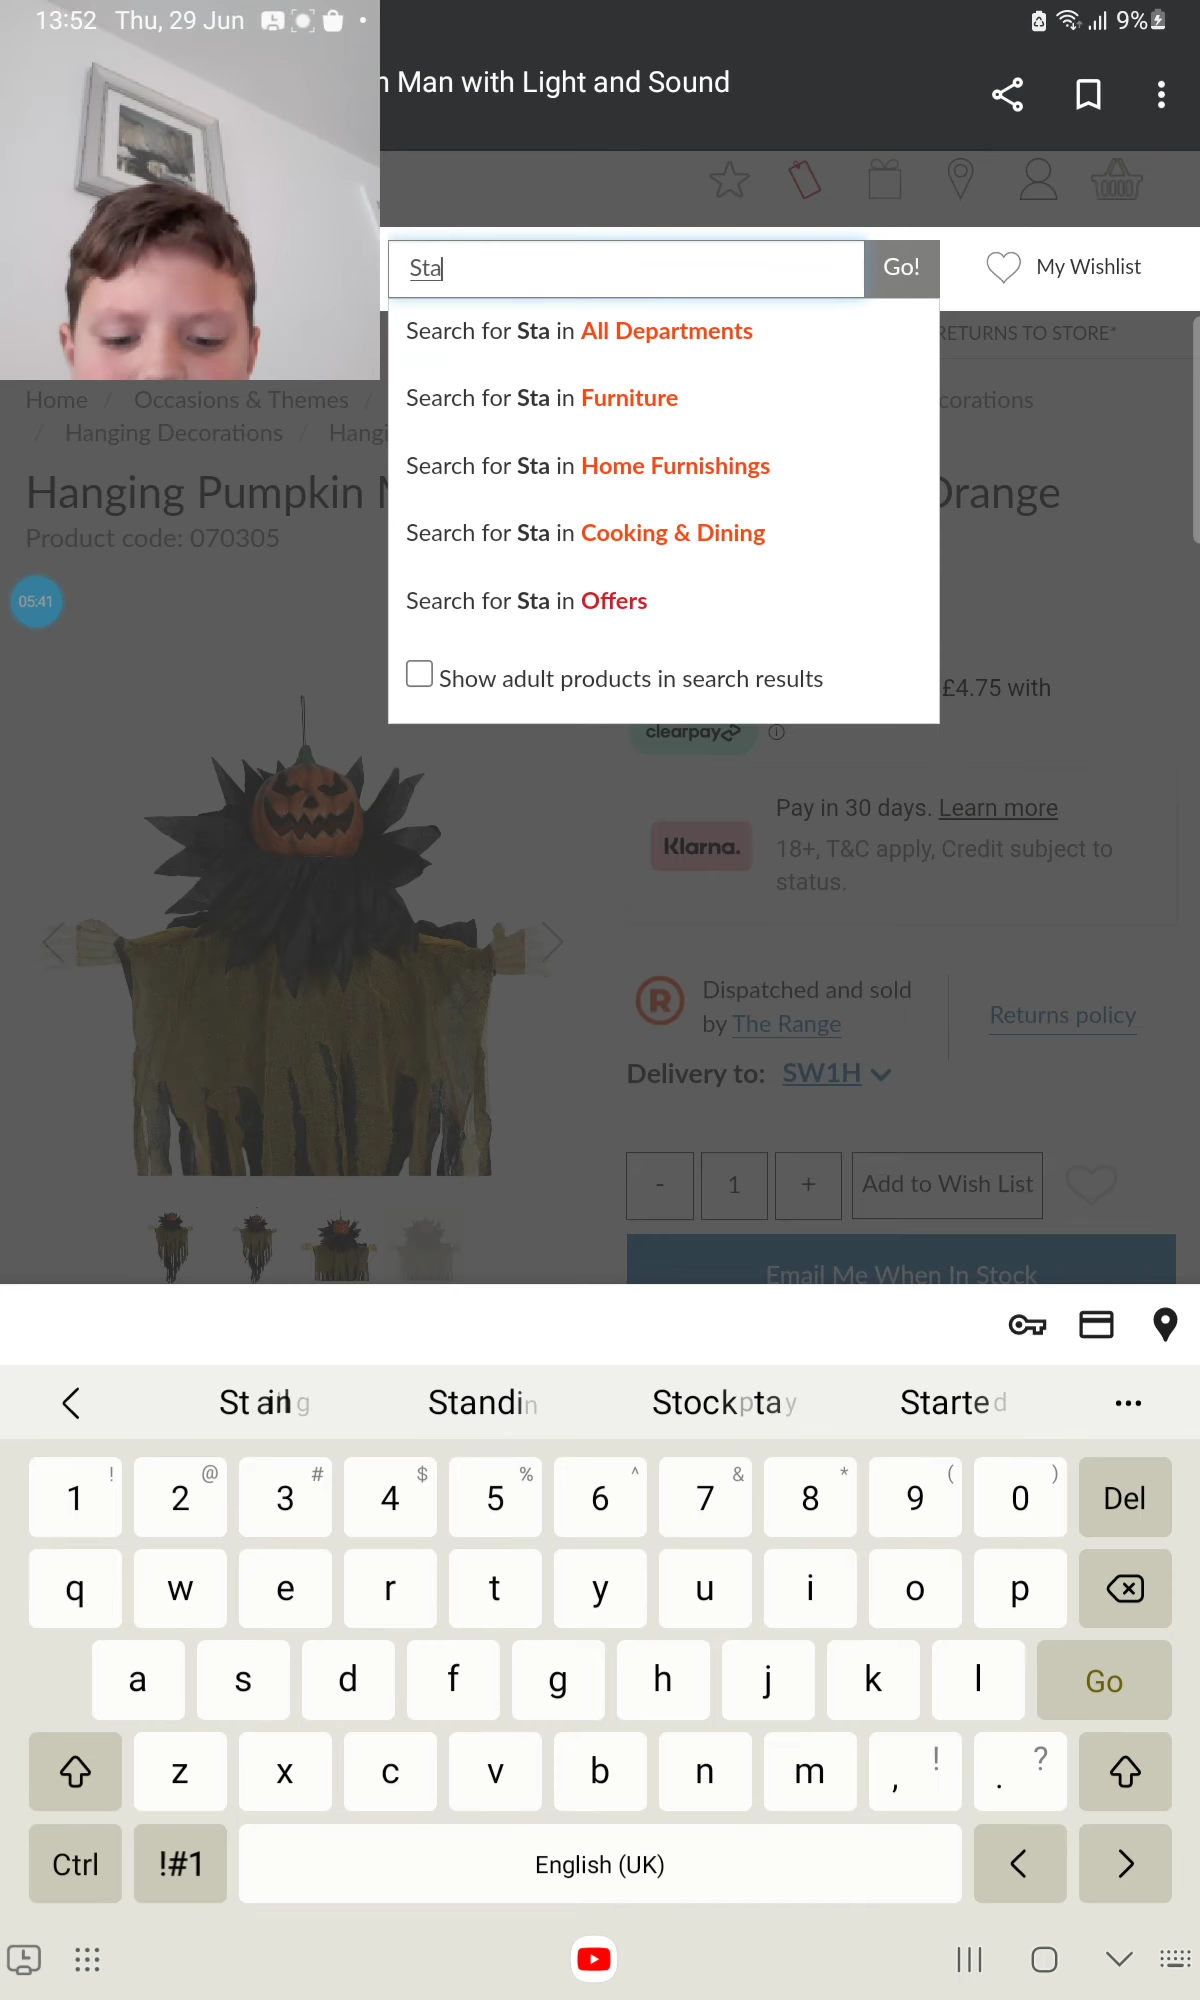 13:52 Thu, 29 Jun
9%
n Man with Light and Sound
Sta
Go!
My Wishlist
Search for Sta in All Departments
RETURNS TO STORE*
Search for Sta in Furniture
Home / Occasions & Themes /
corations
/ Hanging Decorations / Hangi
Search for Sta in Home Furnishings
Hanging Pumpkin
Orange
Product code: 070305
Search for Sta in Cooking & Dining
05:41
Search for Sta in Offers
Show adult products in search results
£4.75 with
clearpay
Pay in 30 days. Learn more
Klarna.
18+, T&C apply, Credit subject to
status.
R
Dispatched and sold
by The Range
Returns policy
Delivery to: SW1H
- 1 + Add to Wish List
Email Me When In Stock
Standin
Started
1 ! 2 @ 3 # 4 $ 5 % 6 ^ 7 & 8 * 9 ( 0 ) Del
q w e r t y u i o p
a s d f g h j k l Go
z x c v b n m , ! . ?
Ctrl !#1 English (UK) < >